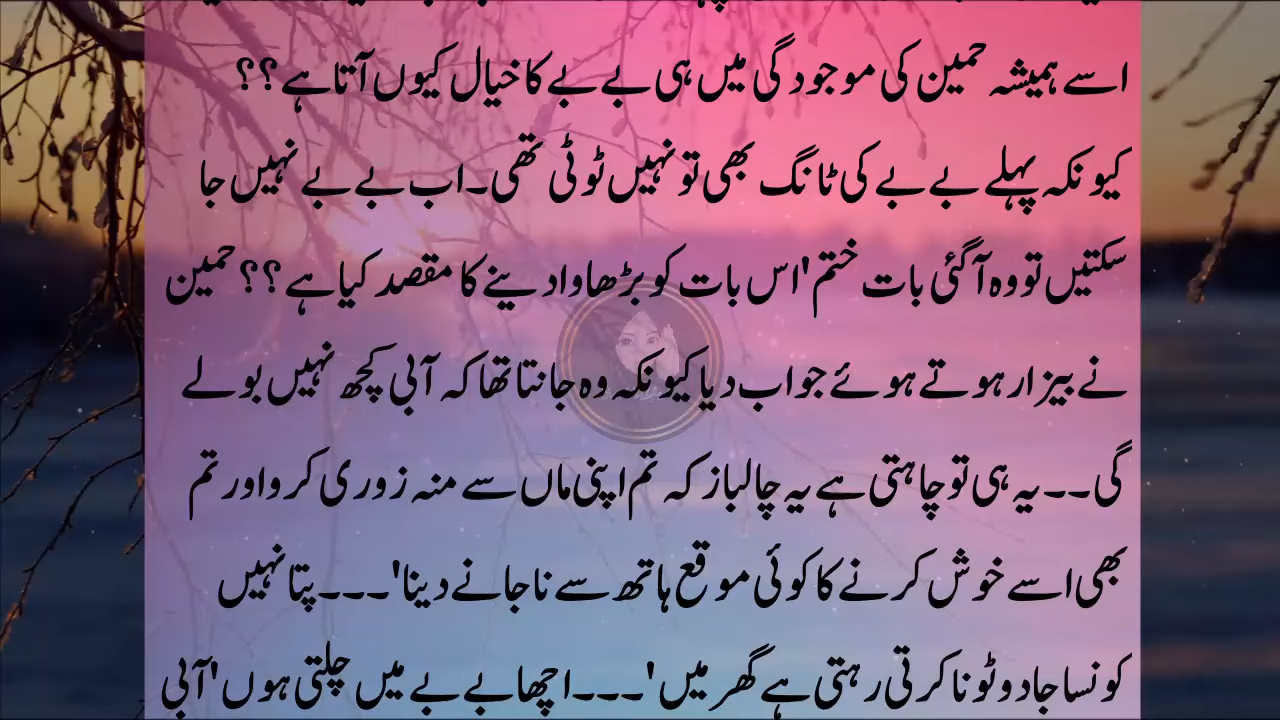 اسے ہمیشہ حمین کی موجودگی میں ہی بے بے کا خیال کیوں آتا ہے؟؟
کیونکہ پہلے بے بے کی ٹانگ بھی تو نہیں ٹوٹی تھی۔اب بے بے نہیں جا
سکتیں تو وہ آگئی بات ختم'اس بات کو بڑھاوا دینے کا مقصد کیا ہے؟؟حمین
نے بیزار ہوتے ہوئے جواب دیا کیونکہ وہ جانتا تھا کہ آبی کچھ نہیں بولے
گی۔۔یہ ہی تو چاہتی ہے یہ چالباز کہ تم اپنی ماں سے منہ زوری کرو اور تم
بھی اسے خوش کرنے کا کوئی موقع ہاتھ سے نا جانے دینا'۔۔۔پتا نہیں
کونسا جادو ٹونا کرتی رہتی ہے گھر میں'۔۔۔اچھا بے بے میں چلتی ہوں'آبی